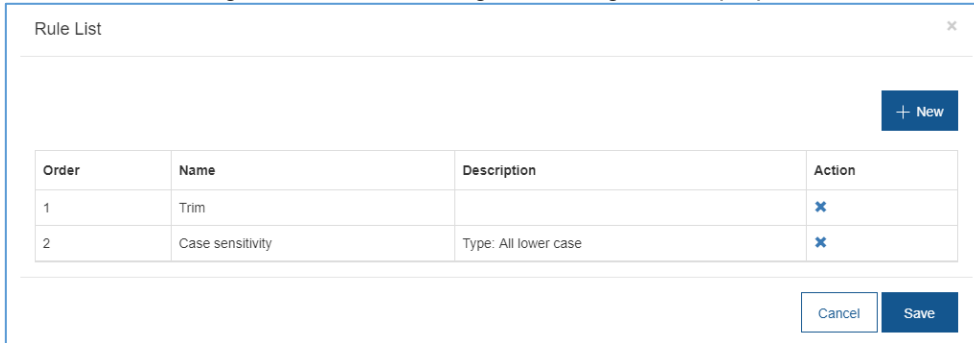 Rule List ×
+ New
Order Name Description Action
1 Trim
2 Case sensitivity Type: All lower case
Cancel Save